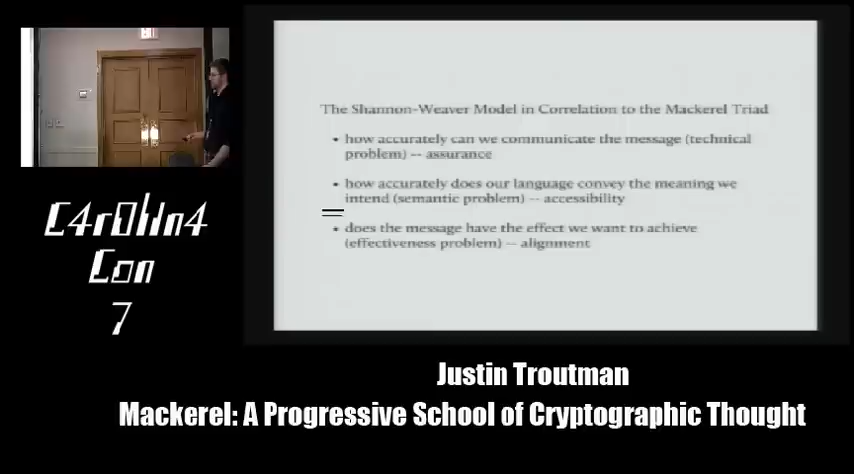 The Shannon-Weaver Model in Correlation to the Mackerel Triad
• how accurately can we communicate the message (technical
problem) -- assurance
• how accurately does our language convey the meaning we
intend (semantic problem) -- accessibility
• does the message have the effect we want to achieve
(effectiveness problem) -- alignment
C4r0l1n4
Con
7
Justin Troutman
Mackerel: A Progressive School of Cryptographic Thought